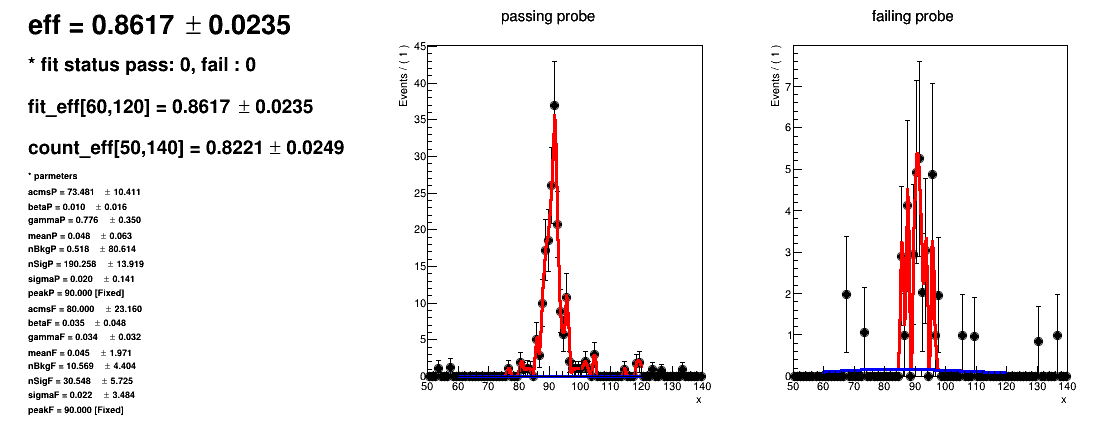 eff = 0.8617 ± 0.0235
* fit status pass: 0, fail : 0
fit_eff[60,120] = 0.8617 ± 0.0235
count_eff[50,140] = 0.8221 ± 0.0249
* parmeters
acmsP = 73.481 ± 10.411
betaP = 0.010 ± 0.016
gammaP = 0.776 ± 0.350
meanP = 0.048 ± 0.063
nBkgP = 0.518 ± 80.614
nSigP = 190.258 ± 13.919
sigmaP = 0.020 ± 0.141
peakP = 90.000 [Fixed]
acmsF = 80.000 ± 23.160
betaF = 0.035 ± 0.048
gammaF = 0.034 ± 0.032
meanF = 0.045 ± 1.971
nBkgF = 10.569 ± 4.404
nSigF = 30.548 ± 5.725
sigmaF = 0.022 ± 3.484
peakF = 90.000 [Fixed]
passing probe
Events / ( 1 )
45
40
35
30
25
20
15
10
5
0
50 60 70 80 90 100 110 120 130 140
x
failing probe
Events / ( 1 )
7
6
5
4
3
2
1
0
50 60 70 80 90 100 110 120 130 140
x